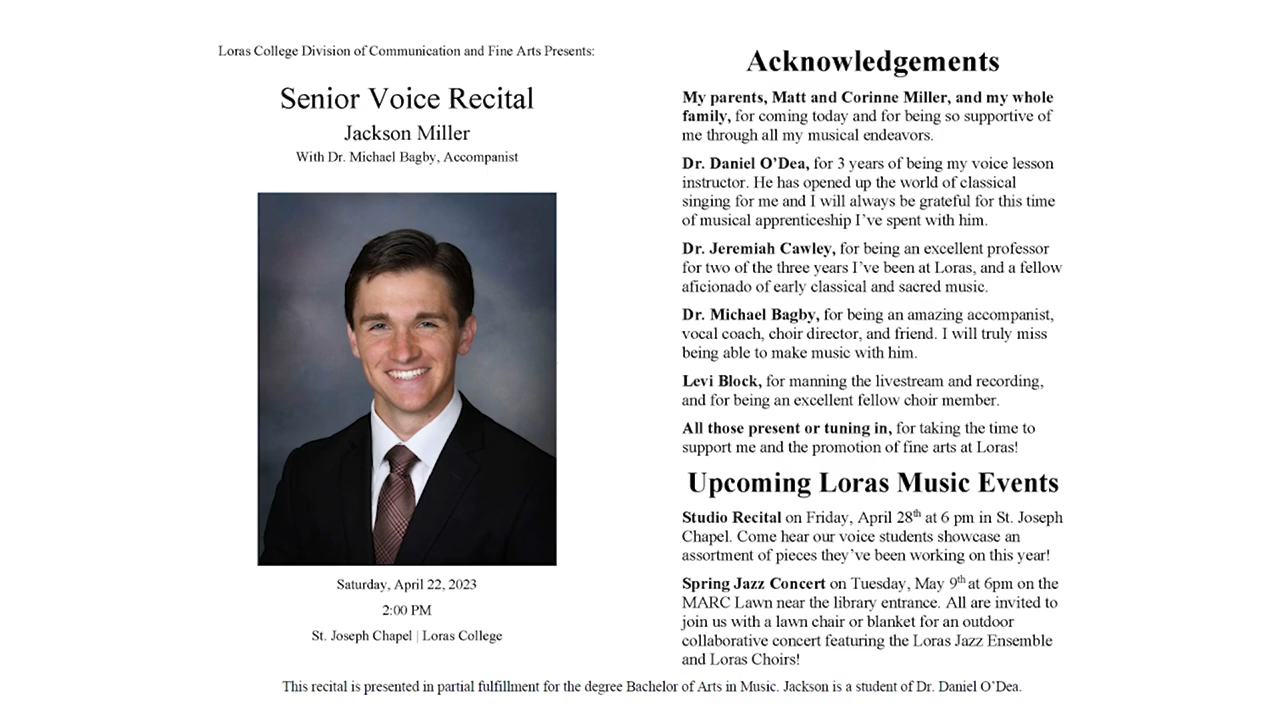 Loras College Division of Communication and Fine Arts Presents:
Senior Voice Recital
Jackson Miller
With Dr. Michael Bagby, Accompanist
Saturday, April 22, 2023
2:00 PM
St. Joseph Chapel | Loras College
Acknowledgements
My parents, Matt and Corinne Miller, and my whole
family, for coming today and for being so supportive of
me through all my musical endeavors.
Dr. Daniel O’Dea, for 3 years of being my voice lesson
instructor. He has opened up the world of classical
singing for me and I will always be grateful for this time
of musical apprenticeship I’ve spent with him.
Dr. Jeremiah Cawley, for being an excellent professor
for two of the three years I’ve been at Loras, and a fellow
aficionado of early classical and sacred music.
Dr. Michael Bagby, for being an amazing accompanist,
vocal coach, choir director, and friend. I will truly miss
being able to make music with him.
Levi Block, for manning the livestream and recording,
and for being an excellent fellow choir member.
All those present or tuning in, for taking the time to
support me and the promotion of fine arts at Loras!
Upcoming Loras Music Events
Studio Recital on Friday, April 28th at 6 pm in St. Joseph
Chapel. Come hear our voice students showcase an
assortment of pieces they’ve been working on this year!
Spring Jazz Concert on Tuesday, May 9th at 6pm on the
MARC Lawn near the library entrance. All are invited to
join us with a lawn chair or blanket for an outdoor
collaborative concert featuring the Loras Jazz Ensemble
and Loras Choirs!
This recital is presented in partial fulfillment for the degree Bachelor of Arts in Music. Jackson is a student of Dr. Daniel O’Dea.